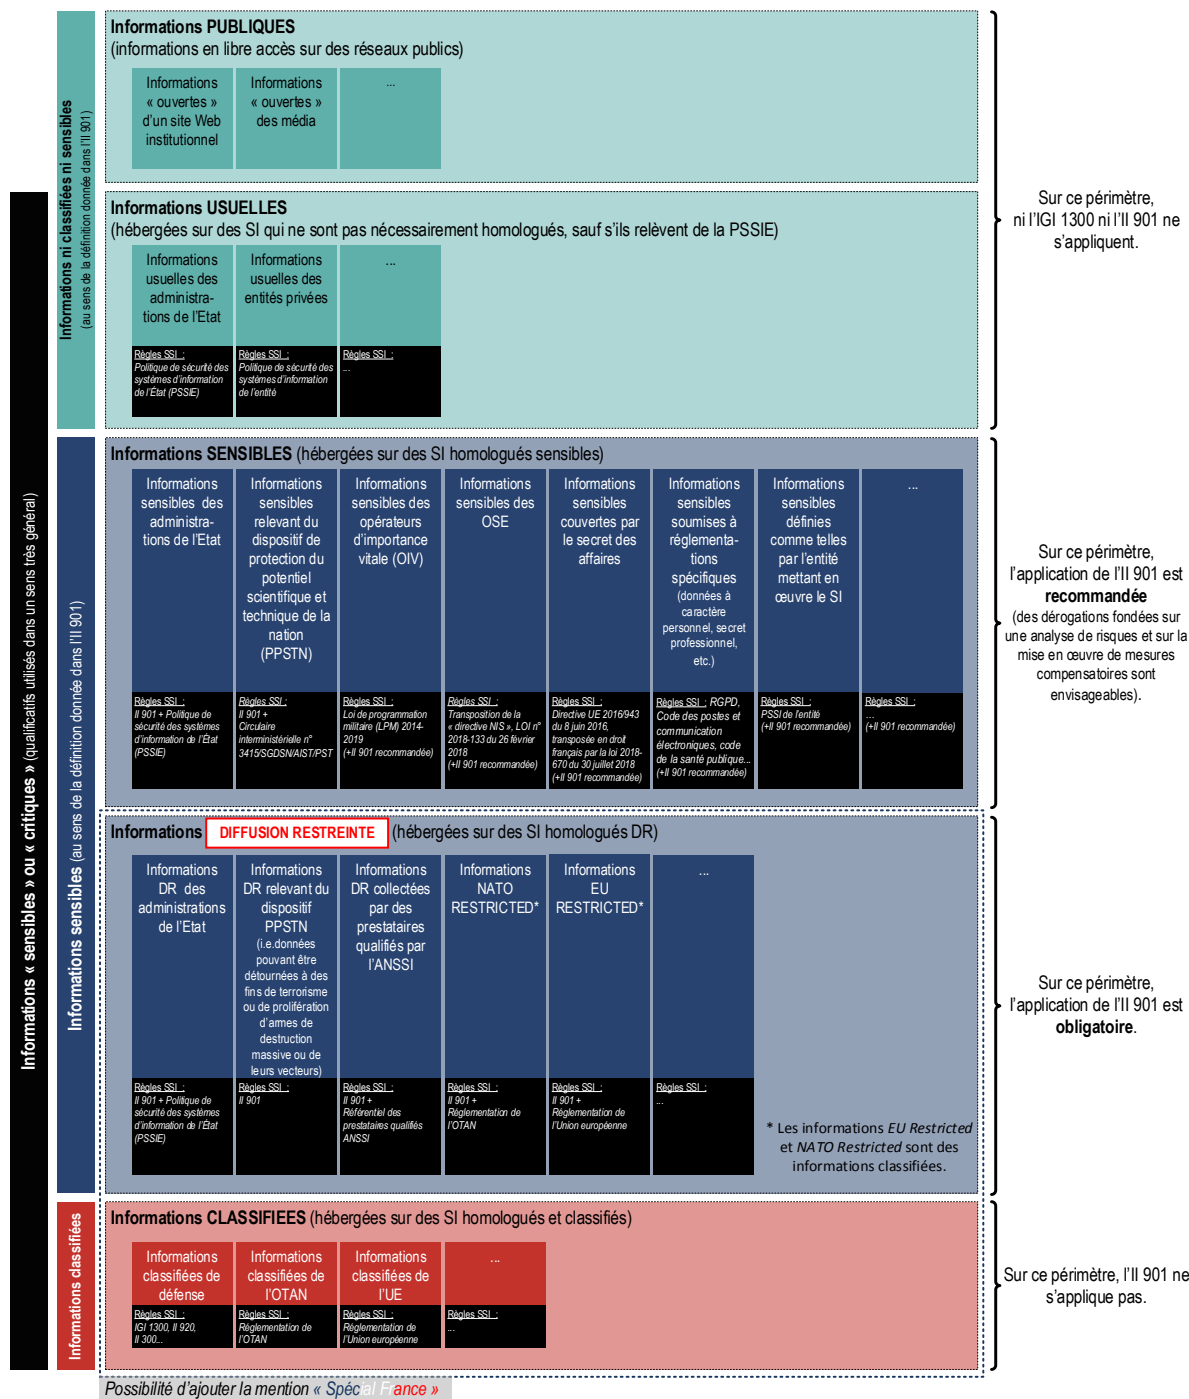 Informations « sensibles » ou « critiques » (qualificatifs utilisés dans un sens très général)
Informations ni classifiées ni sensibles
(au sens de la définition donnée dans l'II 901)
Informations PUBLIQUES
(informations en libre accès sur des réseaux publics)
Informations
« ouvertes »
d'un site Web
institutionnel
Informations
« ouvertes »
des média
...
Informations USUELLES
(hébergées sur des SI qui ne sont pas nécessairement homologués, sauf s'ils relèvent de la PSSIE)
Informations
usuelles des
administra-
tions de l'Etat
Informations
usuelles des
entités privées
...
Règles SSI :
Politique de sécurité des
systèmes d'information
de l'État (PSSIE)
Règles SSI :
Politique de sécurité des
systèmes d'information
de l'entité
Règles SSI :
...
Sur ce périmètre,
ni l'IGI 1300 ni l'II 901 ne
s'appliquent.
Informations sensibles (au sens de la définition donnée dans l'II 901)
Informations SENSIBLES (hébergées sur des SI homologués sensibles)
Informations
sensibles des
administra-
tions de l'Etat
Informations
sensibles
relevant du
dispositif de
protection du
potentiel
scientifique et
technique de la
nation
(PPSTN)
Informations
sensibles des
opérateurs
d'importance
vitale (OIV)
Informations
sensibles des
OSE
Informations
sensibles
couvertes par
le secret des
affaires
Informations
sensibles
soumises à
réglementa-
tions
spécifiques
(données à
caractère
personnel, secret
professionnel,
etc.)
Informations
sensibles
définies
comme telles
par l'entité
mettant en
œuvre le SI
...
Règles SSI :
II 901 + Politique de
sécurité des systèmes
d'information de l'État
(PSSIE)
Règles SSI :
II 901 +
Circulaire
interministérielle n°
3415/SGDSN/AIST/PST
Règles SSI :
Loi de programmation
militaire (LPM) 2014-
2019
(+II 901 recommandée)
Règles SSI :
Transposition de la
« directive NIS », LOI n°
2018-133 du 26 février
2018
(+II 901 recommandée)
Règles SSI :
Directive UE 2016/943
du 8 juin 2016,
transposée en droit
français par la loi 2018-
670 du 30 juillet 2018
(+II 901 recommandée)
Règles SSI : RGPD,
Code des postes et
communication
électroniques, code
de la santé publique...
(+II 901 recommandée)
Règles SSI :
PSSI de l'entité
(+II 901 recommandée)
Règles SSI :
...
(+II 901 recommandée)
Sur ce périmètre,
l'application de l'II 901 est
recommandée
(des dérogations fondées sur
une analyse de risques et sur la
mise en œuvre de mesures
compensatoires sont
envisageables).
Informations DIFFUSION RESTREINTE (hébergées sur des SI homologués DR)
Informations
DR des
administrations
de l'Etat
Informations
DR relevant du
dispositif
PPSTN
(i.e.données
pouvant être
détournées à des
fins de terrorisme
ou de prolifération
d'armes de
destruction
massive ou de
leurs vecteurs)
Informations
DR collectées
par des
prestataires
qualifiés par
l'ANSSI
Informations
NATO
RESTRICTED*
Informations
EU
RESTRICTED*
...
Règles SSI :
II 901 + Politique de
sécurité des systèmes
d'information de l'État
(PSSIE)
Règles SSI :
II 901
Règles SSI :
II 901 +
Référentiel des
prestataires qualifiés
ANSSI
Règles SSI :
II 901 +
Réglementation de
l'OTAN
Règles SSI :
II 901 +
Réglementation de
l'Union européenne
Règles SSI :
...
* Les informations EU Restricted
et NATO Restricted sont des
informations classifiées.
Sur ce périmètre,
l'application de l'II 901 est
obligatoire.
Informations classifiées
Informations CLASSIFIEES (hébergées sur des SI homologués et classifiés)
Informations
classifiées de
défense
Informations
classifiées de
l'OTAN
Informations
classifiées de
l'UE
...
Règles SSI :
IGI 1300, II 920,
II 300...
Règles SSI :
Réglementation de
l'OTAN
Règles SSI :
Réglementation de
l'Union européenne
Règles SSI :
...
Sur ce périmètre, l'II 901 ne
s'applique pas.
Possibilité d'ajouter la mention « Spécial France »